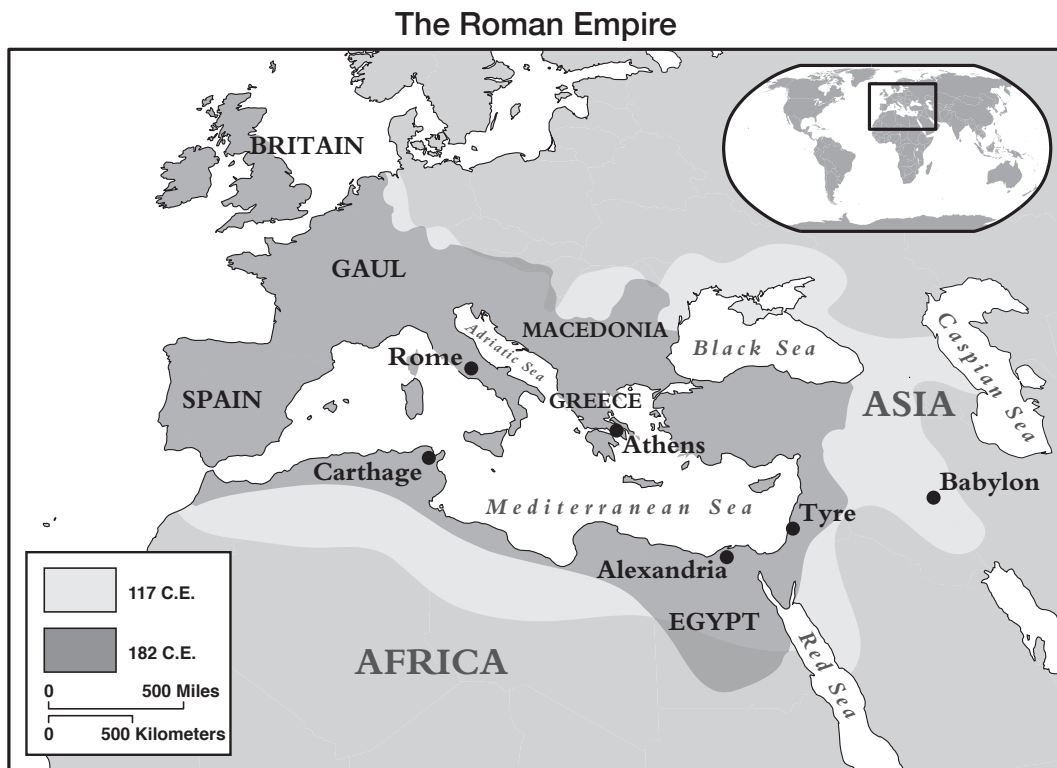 The Roman Empire
BRITAIN
GAUL
MACEDONIA
Adriatic Sea
Black Sea
Caspian Sea
Rome
SPAIN
GREECE
ASIA
Athens
Carthage
Babylon
Mediterranean Sea
Tyre
Alexandria
EGYPT
AFRICA
Red Sea
117 C.E.
182 C.E.
0 500 Miles
0 500 Kilometers